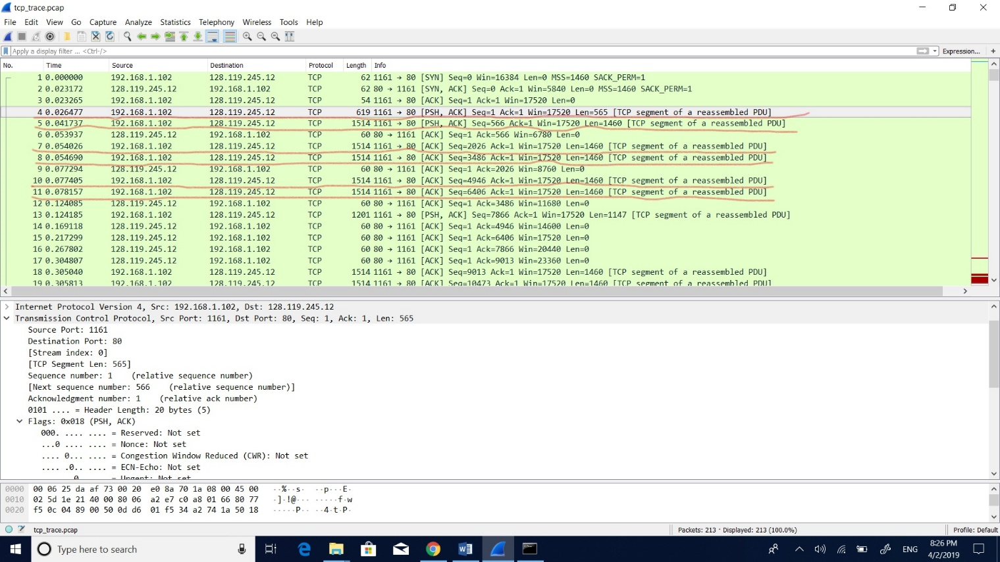 tcp_trace.pcap
File Edit View Go Capture Analyze Statistics Telephony Wireless Tools Help
Apply a display filter ... <Ctrl-/> Expression... +
No. Time Source Destination Protocol Length Info
1 0.000000 192.168.1.102 128.119.245.12 TCP 62 1161 → 80 [SYN] Seq=0 Win=16384 Len=0 MSS=1460 SACK_PERM=1
2 0.023172 128.119.245.12 192.168.1.102 TCP 62 80 → 1161 [SYN, ACK] Seq=0 Ack=1 Win=5840 Len=0 MSS=1460 SACK_PERM=1
3 0.023265 192.168.1.102 128.119.245.12 TCP 54 1161 → 80 [ACK] Seq=1 Ack=1 Win=17520 Len=0
4 0.026477 192.168.1.102 128.119.245.12 TCP 619 1161 → 80 [PSH, ACK] Seq=1 Ack=1 Win=17520 Len=565 [TCP segment of a reassembled PDU]
5 0.041737 192.168.1.102 128.119.245.12 TCP 1514 1161 → 80 [PSH, ACK] Seq=566 Ack=1 Win=17520 Len=1460 [TCP segment of a reassembled PDU]
6 0.053937 128.119.245.12 192.168.1.102 TCP 60 80 → 1161 [ACK] Seq=1 Ack=566 Win=6780 Len=0
7 0.054026 192.168.1.102 128.119.245.12 TCP 1514 1161 → 80 [ACK] Seq=2026 Ack=1 Win=17520 Len=1460 [TCP segment of a reassembled PDU]
8 0.054690 192.168.1.102 128.119.245.12 TCP 1514 1161 → 80 [ACK] Seq=3486 Ack=1 Win=17520 Len=1460 [TCP segment of a reassembled PDU]
9 0.077294 128.119.245.12 192.168.1.102 TCP 60 80 → 1161 [ACK] Seq=1 Ack=2026 Win=8760 Len=0
10 0.077405 192.168.1.102 128.119.245.12 TCP 1514 1161 → 80 [ACK] Seq=4946 Ack=1 Win=17520 Len=1460 [TCP segment of a reassembled PDU]
11 0.078157 192.168.1.102 128.119.245.12 TCP 1514 1161 → 80 [ACK] Seq=6406 Ack=1 Win=17520 Len=1460 [TCP segment of a reassembled PDU]
12 0.124085 128.119.245.12 192.168.1.102 TCP 60 80 → 1161 [ACK] Seq=1 Ack=3486 Win=11680 Len=0
13 0.124185 192.168.1.102 128.119.245.12 TCP 1201 1161 → 80 [PSH, ACK] Seq=7866 Ack=1 Win=17520 Len=1147 [TCP segment of a reassembled PDU]
14 0.169118 128.119.245.12 192.168.1.102 TCP 60 80 → 1161 [ACK] Seq=1 Ack=4946 Win=14600 Len=0
15 0.217299 128.119.245.12 192.168.1.102 TCP 60 80 → 1161 [ACK] Seq=1 Ack=6406 Win=17520 Len=0
16 0.267802 128.119.245.12 192.168.1.102 TCP 60 80 → 1161 [ACK] Seq=1 Ack=7866 Win=20440 Len=0
17 0.304807 128.119.245.12 192.168.1.102 TCP 60 80 → 1161 [ACK] Seq=1 Ack=9013 Win=23360 Len=0
18 0.305040 192.168.1.102 128.119.245.12 TCP 1514 1161 → 80 [ACK] Seq=9013 Ack=1 Win=17520 Len=1460 [TCP segment of a reassembled PDU]
19 0.305813 192.168.1.102 128.119.245.12 TCP 1514 1161 → 80 [ACK] Seq=10473 Ack=1 Win=17520 Len=1460 [TCP segment of a reassembled PDU]
Internet Protocol Version 4, Src: 192.168.1.102, Dst: 128.119.245.12
Transmission Control Protocol, Src Port: 1161, Dst Port: 80, Seq: 1, Ack: 1, Len: 565
Source Port: 1161
Destination Port: 80
[Stream index: 0]
[TCP Segment Len: 565]
Sequence number: 1 (relative sequence number)
[Next sequence number: 566 (relative sequence number)]
Acknowledgment number: 1 (relative ack number)
0101 .... = Header Length: 20 bytes (5)
Flags: 0x018 (PSH, ACK)
000. .... .... = Reserved: Not set
...0 .... .... = Nonce: Not set
.... 0... .... = Congestion Window Reduced (CWR): Not set
.... .0.. .... = ECN-Echo: Not set
.... ..0. .... = Urgent: Not set
0000 00 06 25 da af 73 00 20 e0 8a 70 1a 08 00 45 00 ··%··s· ··p···E·
0010 02 5d 1e 21 40 00 80 06 a2 e7 c0 a8 01 66 80 77 ·]·!@··· ·····f·w
0020 f5 0c 04 89 00 50 0d d6 01 f5 34 a2 74 1a 50 18 ·····P·· ··4·t·P·
tcp_trace.pcap Packets: 213 · Displayed: 213 (100.0%) Profile: Default
Type here to search ENG 8:26 PM
4/2/2019